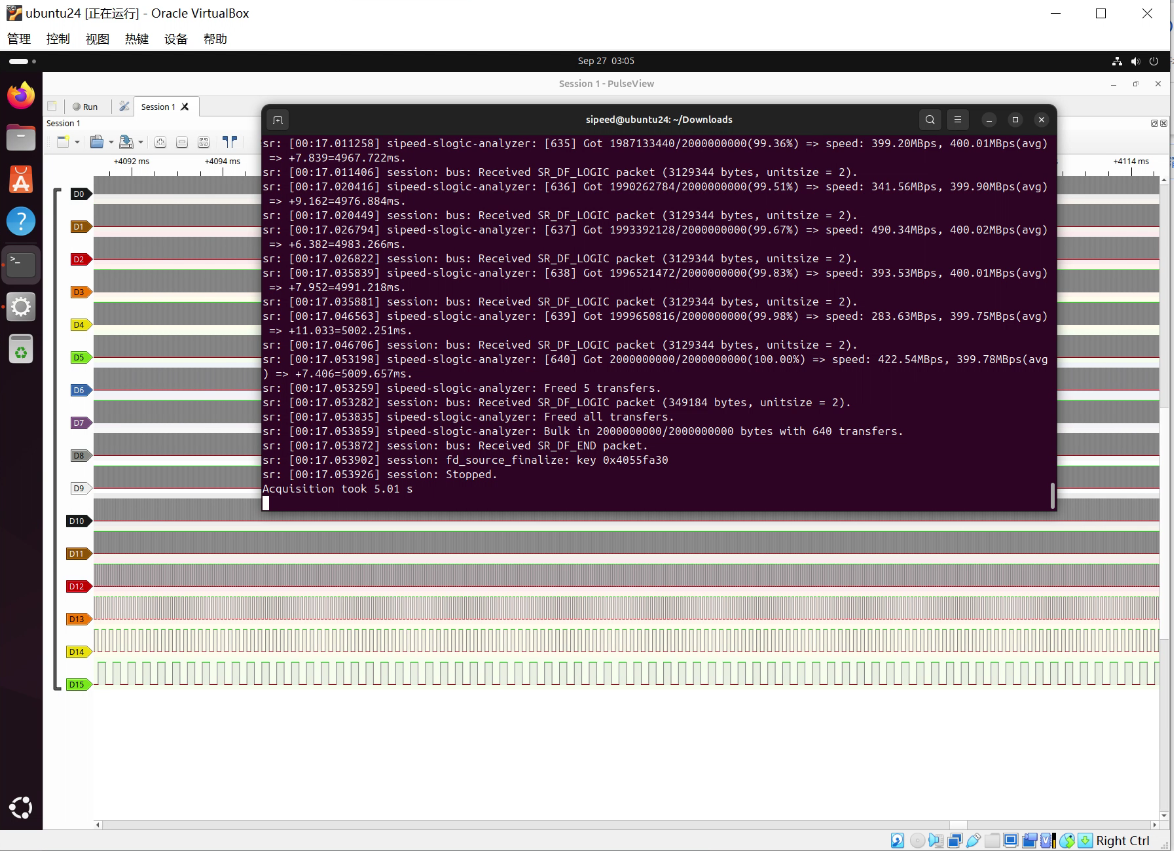 ubuntu24 [正在运行] - Oracle VirtualBox
管理 控制 视图 热键 设备 帮助
Sep 27 03:05
Session 1 - PulseView
Run Session 1
Session 1
+4092 ms +4094 ms +4114 ms
sipeed@ubuntu24: ~/Downloads
sr: [00:17.011258] sipeed-slogic-analyzer: [635] Got 1987133440/2000000000(99.36%) => speed: 399.20MBps, 400.01MBps(avg)
=> +7.839=4967.722ms.
sr: [00:17.011406] session: bus: Received SR_DF_LOGIC packet (3129344 bytes, unitsize = 2).
sr: [00:17.020416] sipeed-slogic-analyzer: [636] Got 1990262784/2000000000(99.51%) => speed: 341.56MBps, 399.90MBps(avg)
=> +9.162=4976.884ms.
sr: [00:17.020449] session: bus: Received SR_DF_LOGIC packet (3129344 bytes, unitsize = 2).
sr: [00:17.026794] sipeed-slogic-analyzer: [637] Got 1993392128/2000000000(99.67%) => speed: 490.34MBps, 400.02MBps(avg)
=> +6.382=4983.266ms.
sr: [00:17.026822] session: bus: Received SR_DF_LOGIC packet (3129344 bytes, unitsize = 2).
sr: [00:17.035839] sipeed-slogic-analyzer: [638] Got 1996521472/2000000000(99.83%) => speed: 393.53MBps, 400.01MBps(avg)
=> +7.952=4991.218ms.
sr: [00:17.035881] session: bus: Received SR_DF_LOGIC packet (3129344 bytes, unitsize = 2).
sr: [00:17.046563] sipeed-slogic-analyzer: [639] Got 1999650816/2000000000(99.98%) => speed: 283.63MBps, 399.75MBps(avg)
=> +11.033=5002.251ms.
sr: [00:17.046706] session: bus: Received SR_DF_LOGIC packet (3129344 bytes, unitsize = 2).
sr: [00:17.053198] sipeed-slogic-analyzer: [640] Got 2000000000/2000000000(100.00%) => speed: 422.54MBps, 399.78MBps(avg
) => +7.406=5009.657ms.
sr: [00:17.053259] sipeed-slogic-analyzer: Freed 5 transfers.
sr: [00:17.053282] session: bus: Received SR_DF_LOGIC packet (349184 bytes, unitsize = 2).
sr: [00:17.053835] sipeed-slogic-analyzer: Freed all transfers.
sr: [00:17.053859] sipeed-slogic-analyzer: Bulk in 2000000000/2000000000 bytes with 640 transfers.
sr: [00:17.053872] session: bus: Received SR_DF_END packet.
sr: [00:17.053902] session: fd_source_finalize: key 0x4055fa30
sr: [00:17.053926] session: Stopped.
Acquisition took 5.01 s
D0
D1
D2
D3
D4
D5
D6
D7
D8
D9
D10
D11
D12
D13
D14
D15
Right Ctrl